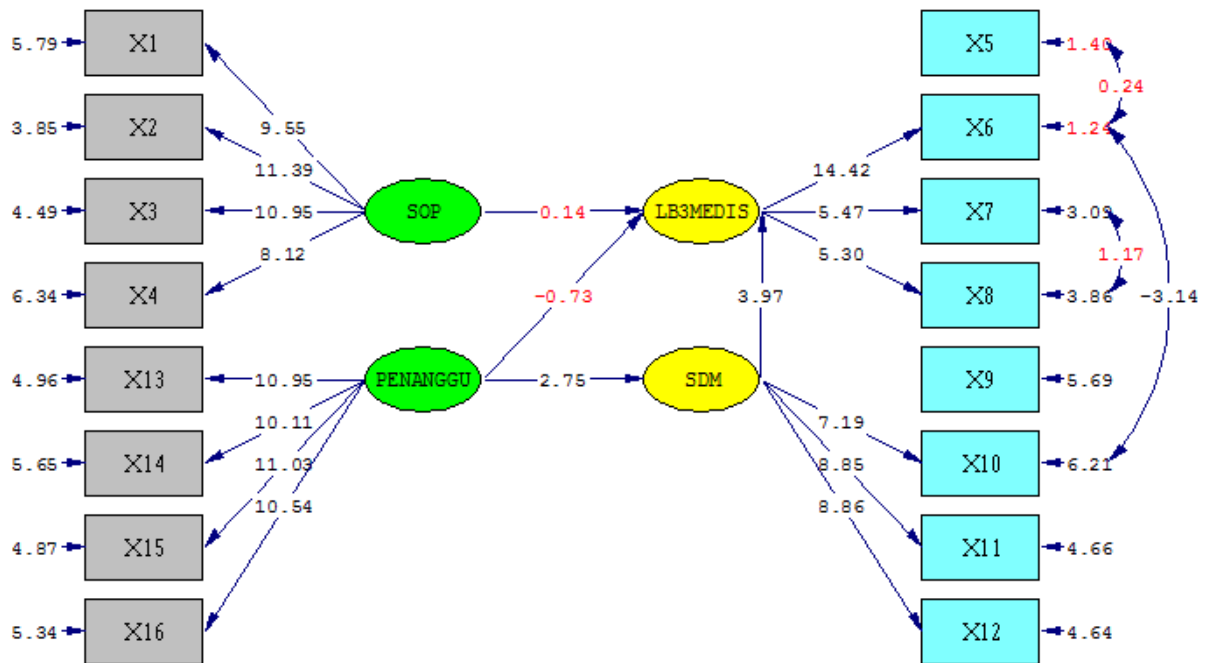 5.79 X1 X5 1.40
0.24
3.85 X2 9.55 X6 1.24
11.39 14.42
4.49 X3 10.95 SOP 0.14 LB3MEDIS 5.47 X7 3.09
8.12 5.30 1.17
6.34 X4 -0.73 3.97 X8 3.86 -3.14
4.96 X13 10.95 PENANGGU 2.75 SDM X9 5.69
10.11 7.19
5.65 X14 11.03 8.85 X10 6.21
10.54 8.86
4.87 X15 X11 4.66
5.34 X16 X12 4.64